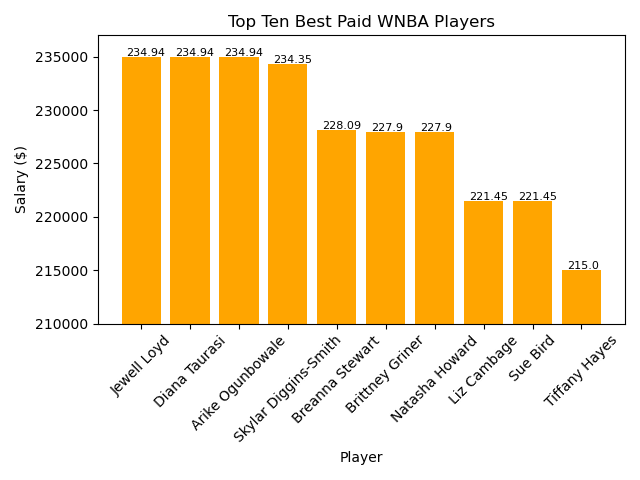 Top Ten Best Paid WNBA Players
Salary ($)
235000
230000
225000
220000
215000
210000
234.94
234.94
234.94
234.35
228.09
227.9
227.9
221.45
221.45
215.0
Jewell Loyd
Diana Taurasi
Arike Ogunbowale
Skylar Diggins-Smith
Breanna Stewart
Brittney Griner
Natasha Howard
Liz Cambage
Sue Bird
Tiffany Hayes
Player